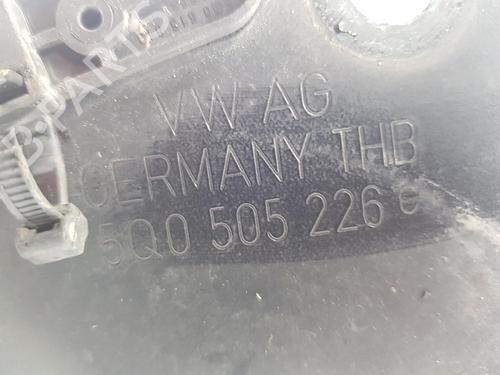 VW AG
GERMANY THB
5Q0 505 226 C